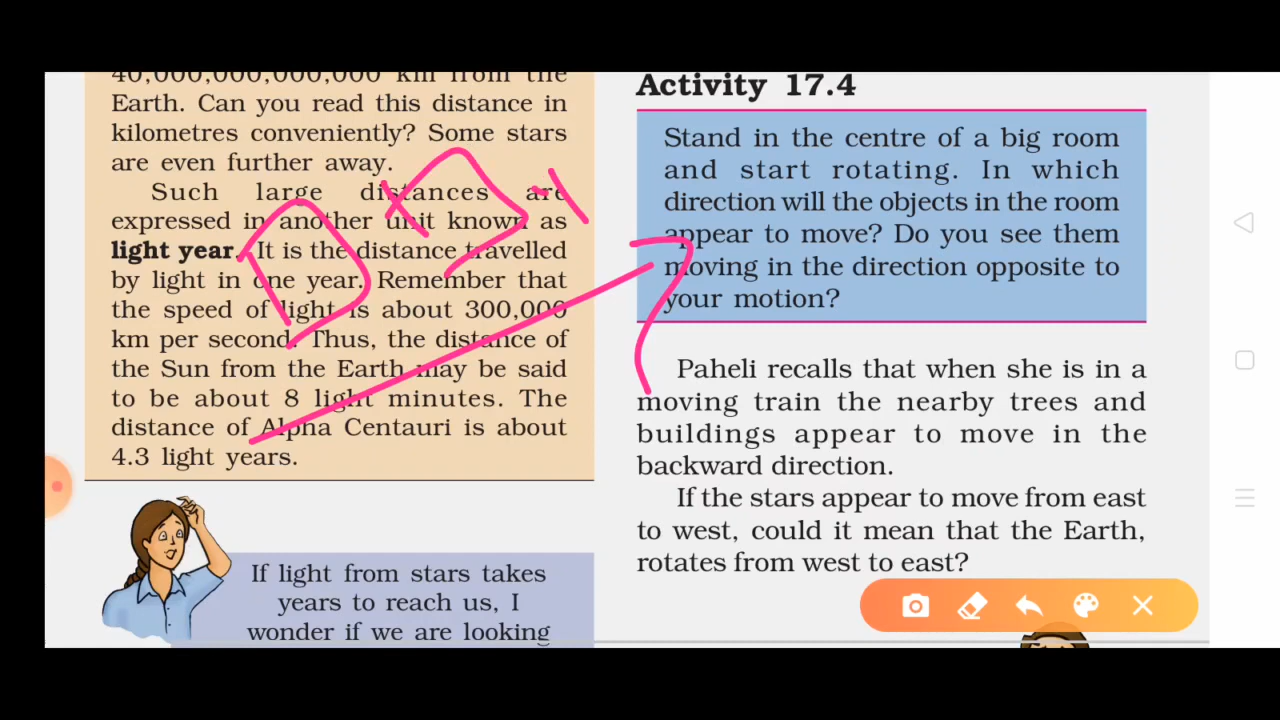 40,000,000,000,000 km from the
Earth. Can you read this distance in
kilometres conveniently? Some stars
are even further away.
Such large distances are
expressed in another unit known as
light year. It is the distance travelled
by light in one year. Remember that
the speed of light is about 300,000
km per second. Thus, the distance of
the Sun from the Earth may be said
to be about 8 light minutes. The
distance of Alpha Centauri is about
4.3 light years.
If light from stars takes
years to reach us, I
wonder if we are looking
Activity 17.4
Stand in the centre of a big room
and start rotating. In which
direction will the objects in the room
appear to move? Do you see them
moving in the direction opposite to
your motion?
Paheli recalls that when she is in a
moving train the nearby trees and
buildings appear to move in the
backward direction.
If the stars appear to move from east
to west, could it mean that the Earth,
rotates from west to east?